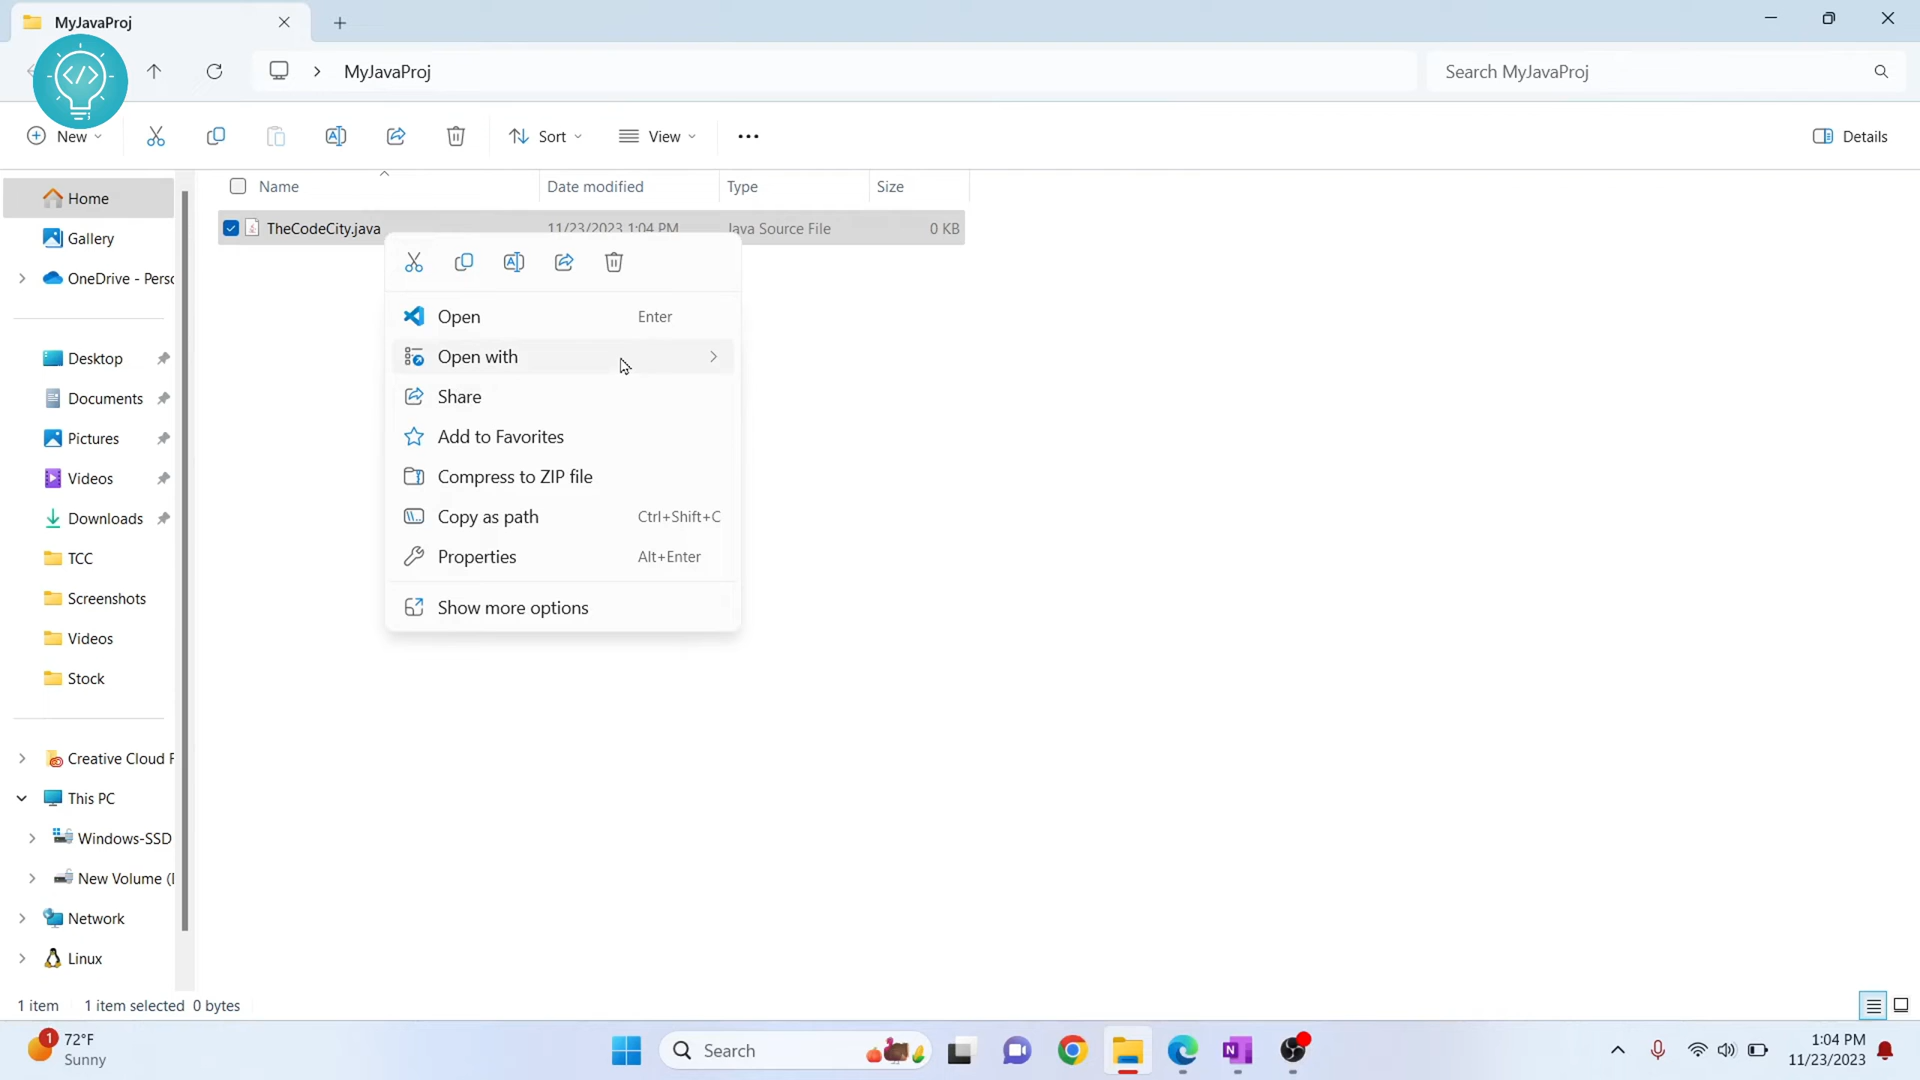 MyJavaProj
MyJavaProj
Search MyJavaProj
New
Sort
View
Details
Name
Date modified
Type
Size
TheCodeCity.java
11/23/2023 1:04 PM
Java Source File
0 KB
Open
Enter
Open with
Share
Add to Favorites
Compress to ZIP file
Copy as path
Ctrl+Shift+C
Properties
Alt+Enter
Show more options
Home
Gallery
OneDrive - Perso
Desktop
Documents
Pictures
Videos
Downloads
TCC
Screenshots
Videos
Stock
Creative Cloud F
This PC
Windows-SSD
New Volume (
Network
Linux
1 item
1 item selected 0 bytes
1
72°F
Sunny
Search
1:04 PM
11/23/2023